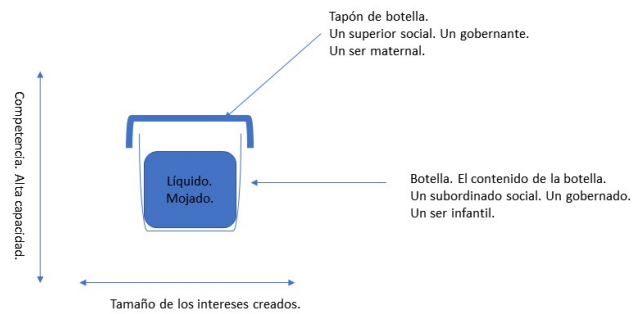 Tapón de botella.
Un superior social. Un gobernante.
Un ser maternal.
Competencia. Alta capacidad.
Líquido.
Mojado.
Botella. El contenido de la botella.
Un subordinado social. Un gobernado.
Un ser infantil.
Tamaño de los intereses creados.